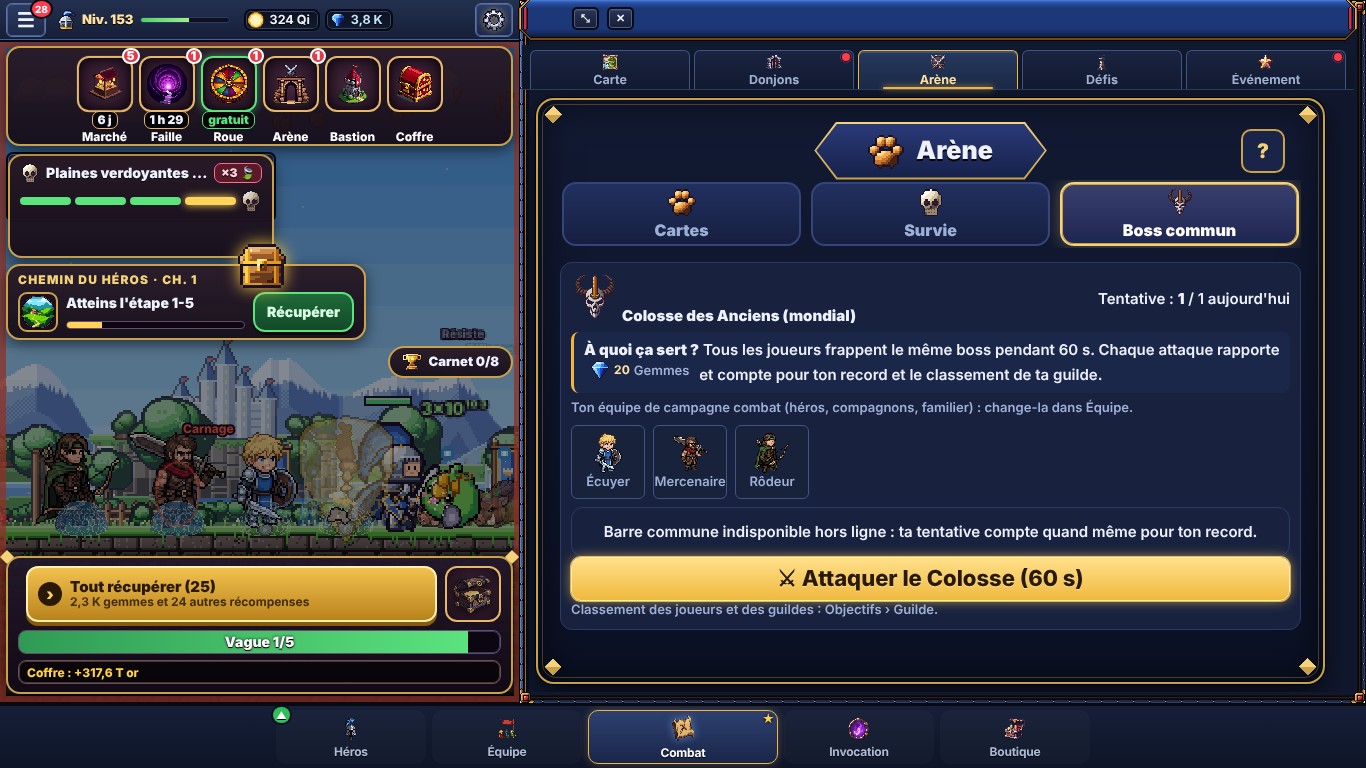 28
Niv. 153
324 Qi
3,8 K
5
1
1
1
6 j
1 h 29
gratuit
Marché
Faille
Roue
Arène
Bastion
Coffre
Plaines verdoyantes ...
×3
CHEMIN DU HÉROS · CH. 1
Atteins l'étape 1-5
Récupérer
Résiste
Carnet 0/8
Carnage
Tout récupérer (25)
2,3 K gemmes et 24 autres récompenses
Vague 1/5
Coffre : +317,6 T or
Carte
Donjons
Arène
Défis
Événement
Arène
?
Cartes
Survie
Boss commun
Colosse des Anciens (mondial)
Tentative : 1 / 1 aujourd'hui
À quoi ça sert ? Tous les joueurs frappent le même boss pendant 60 s. Chaque attaque rapporte
20 Gemmes et compte pour ton record et le classement de ta guilde.
Ton équipe de campagne combat (héros, compagnons, familier) : change-la dans Équipe.
Écuyer
Mercenaire
Rôdeur
Barre commune indisponible hors ligne : ta tentative compte quand même pour ton record.
⚔ Attaquer le Colosse (60 s)
Classement des joueurs et des guildes : Objectifs › Guilde.
Héros
Équipe
Combat
Invocation
Boutique